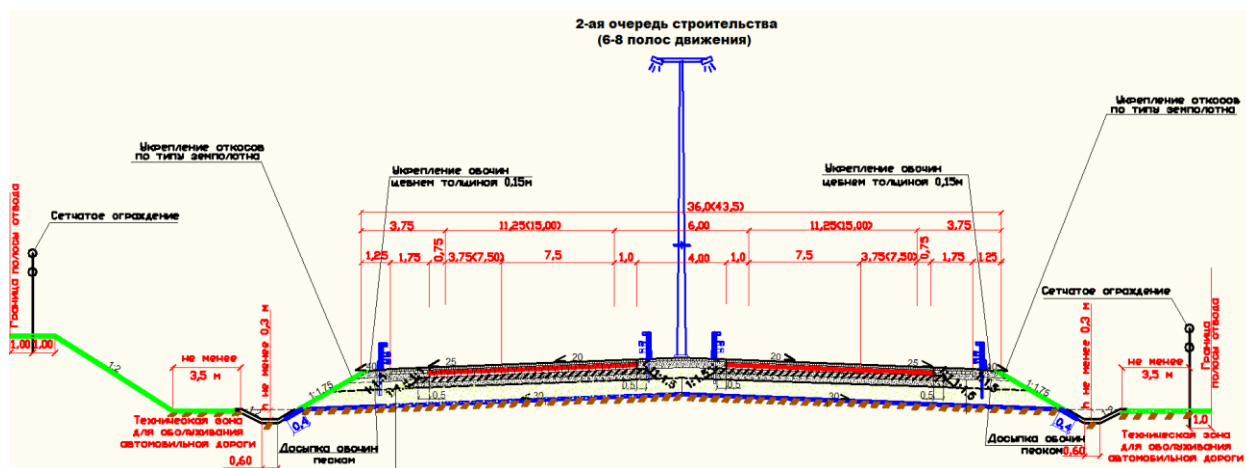 2-ая очередь строительства
(6-8 полос движения)
Укрепление откосов
по типу земполотна
Укрепление откосов
по типу земполотна
Укрепление обочин
щебнем толщиной 0,15м
Укрепление обочин
щебнем толщиной 0,15м
Сетчатое ограждение
Сетчатое ограждение
Граница полосы отвода
Граница
полосы отвода
36,0(43,5)
3,75 11,25(15,00) 6,00 11,25(15,00) 3,75
1,25 1,75 0,75 3,75(7,50) 7,5 1,0 4,00 1,0 7,5 3,75(7,50) 0,75 1,75 1,25
1,00 1,00
1:2
не менее
3,5 м
не менее 0,3 м
1:1,75
25 20 20 25
0,5 0,5 0,5 0,5
1:1,5
30 30
1:1,75
не менее 0,3 м
не менее
3,5 м
1,0
0,4 0,4
Техническая зона
для обслуживания
автомобильной дороги
0,60
Досыпка обочин
песком
Досыпка обочин
песком
0,60
Техническая зона
для обслуживания
автомобильной дороги